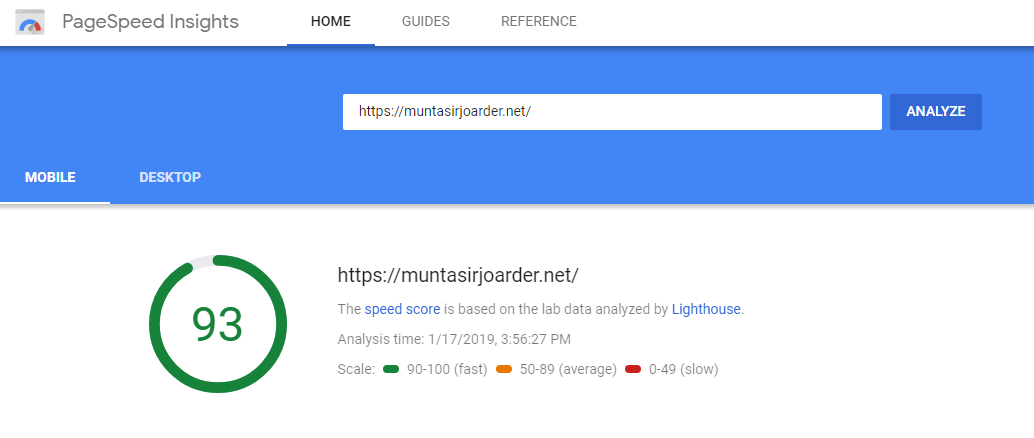 PageSpeed Insights HOME GUIDES REFERENCE
https://muntasirjoarder.net/ ANALYZE
MOBILE DESKTOP
93
https://muntasirjoarder.net/
The speed score is based on the lab data analyzed by Lighthouse.
Analysis time: 1/17/2019, 3:56:27 PM
Scale: 90-100 (fast) 50-89 (average) 0-49 (slow)